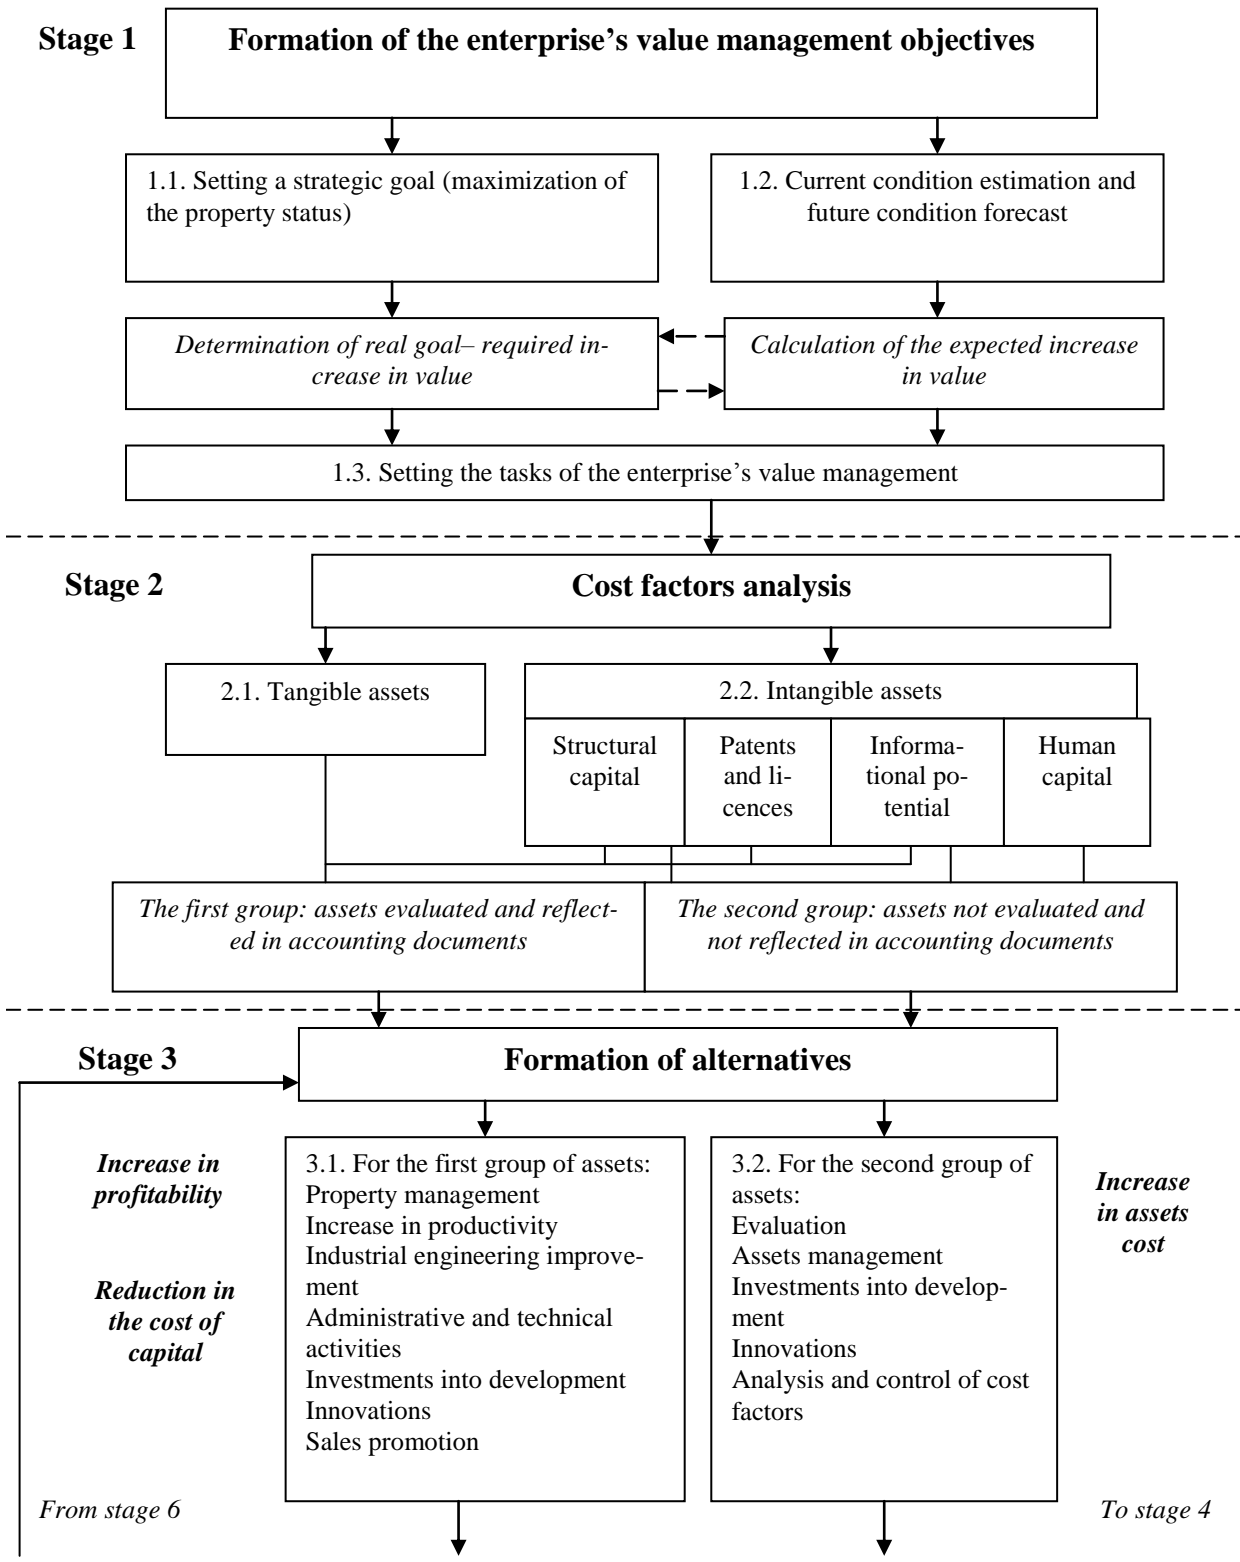 Stage 1
Formation of the enterprise’s value management objectives
1.1. Setting a strategic goal (maximization of
the property status)
1.2. Current condition estimation and
future condition forecast
Determination of real goal– required in-
crease in value
Calculation of the expected increase
in value
1.3. Setting the tasks of the enterprise’s value management
Stage 2
Cost factors analysis
2.1. Tangible assets
2.2. Intangible assets
Structural
capital
Patents
and li-
cences
Informa-
tional po-
tential
Human
capital
The first group: assets evaluated and reflect-
ed in accounting documents
The second group: assets not evaluated and
not reflected in accounting documents
Stage 3
Formation of alternatives
Increase in
profitability
Reduction in
the cost of
capital
3.1. For the first group of assets:
Property management
Increase in productivity
Industrial engineering improve-
ment
Administrative and technical
activities
Investments into development
Innovations
Sales promotion
3.2. For the second group of
assets:
Evaluation
Assets management
Investments into develop-
ment
Innovations
Analysis and control of cost
factors
Increase
in assets
cost
From stage 6
To stage 4